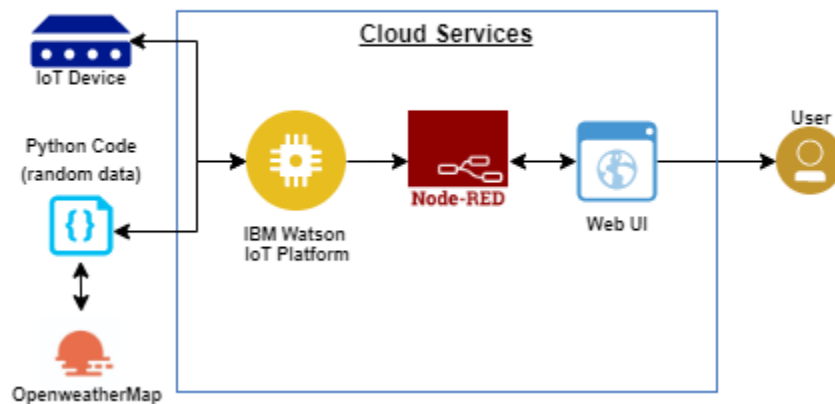 Cloud Services
IoT Device
Python Code
(random data)
{}
OpenweatherMap
IBM Watson
IoT Platform
Node-RED
Web UI
User